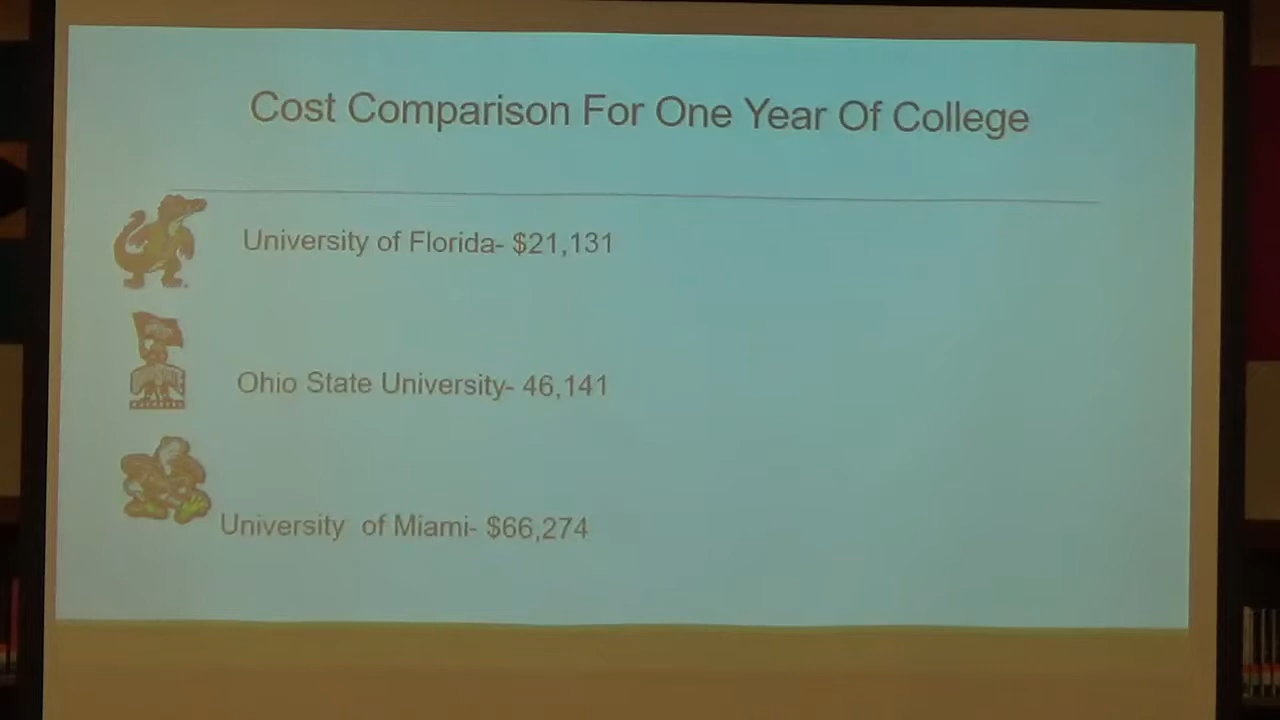 Cost Comparison For One Year Of College
University of Florida- $21,131
Ohio State University- 46,141
University of Miami- $66,274